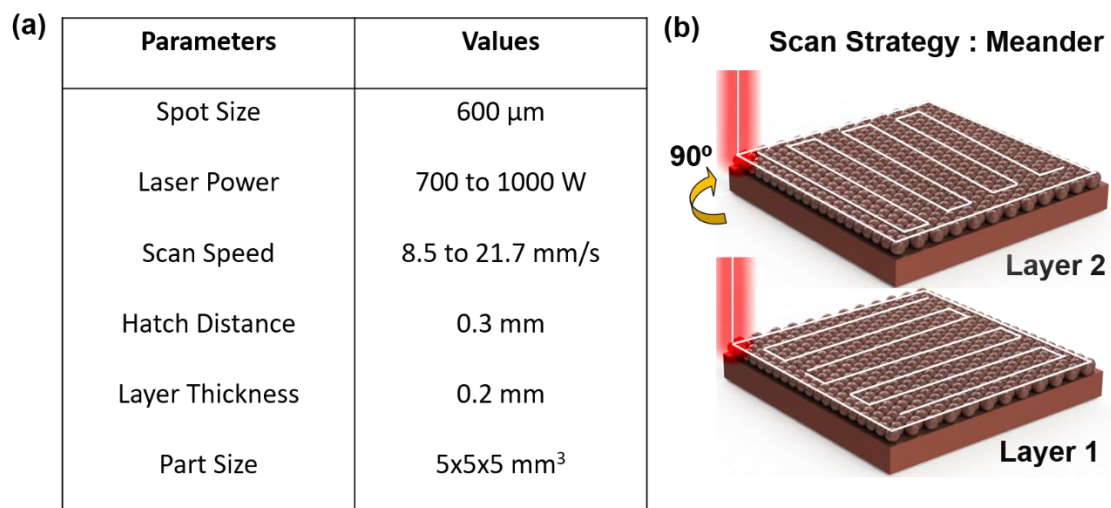 (a)
Parameters Values
Spot Size 600 µm
Laser Power 700 to 1000 W
Scan Speed 8.5 to 21.7 mm/s
Hatch Distance 0.3 mm
Layer Thickness 0.2 mm
Part Size 5x5x5 mm³
(b)
Scan Strategy : Meander
90º
Layer 2
Layer 1